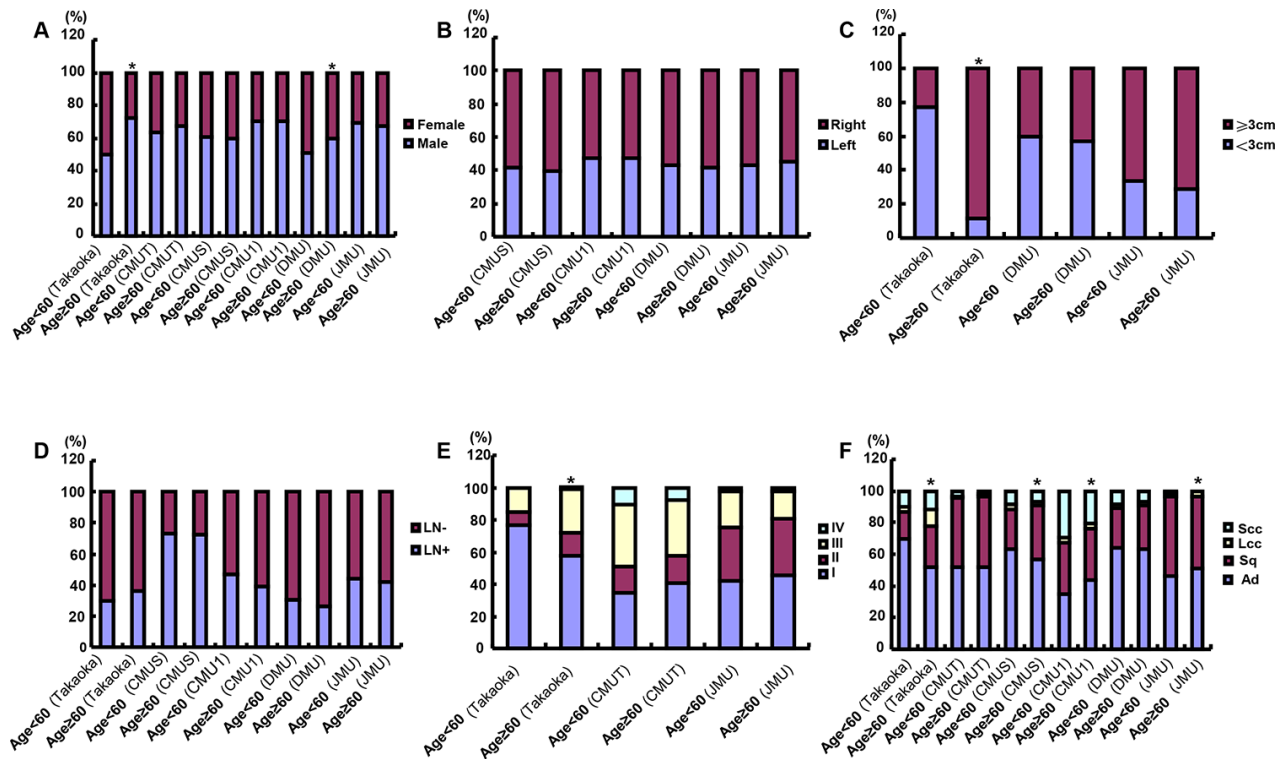 A
(%)
120
100
80
60
40
20
0
*
*
Female
Male
Age<60 (Takaoka)
Age≥60 (Takaoka)
Age<60 (CMUT)
Age≥60 (CMUT)
Age<60 (CMUS)
Age≥60 (CMUS)
Age<60 (CMU1)
Age≥60 (CMU1)
Age<60 (DMU)
Age≥60 (DMU)
Age<60 (JMU)
Age≥60 (JMU)
B
(%)
120
100
80
60
40
20
0
Right
Left
Age<60 (CMUS)
Age≥60 (CMUS)
Age<60 (CMU1)
Age≥60 (CMU1)
Age<60 (DMU)
Age≥60 (DMU)
Age<60 (JMU)
Age≥60 (JMU)
C
(%)
120
100
80
60
40
20
0
*
≥3cm
<3cm
Age<60 (Takaoka)
Age≥60 (Takaoka)
Age<60 (DMU)
Age≥60 (DMU)
Age<60 (JMU)
Age≥60 (JMU)
D
(%)
120
100
80
60
40
20
0
LN-
LN+
Age<60 (Takaoka)
Age≥60 (Takaoka)
Age<60 (CMUS)
Age≥60 (CMUS)
Age<60 (CMU1)
Age≥60 (CMU1)
Age<60 (DMU)
Age≥60 (DMU)
Age<60 (JMU)
Age≥60 (JMU)
E
(%)
120
100
80
60
40
20
0
*
IV
III
II
I
Age<60 (Takaoka)
Age≥60 (Takaoka)
Age<60 (CMUT)
Age≥60 (CMUT)
Age<60 (JMU)
Age≥60 (JMU)
F
(%)
120
100
80
60
40
20
0
*
*
*
*
Scc
Lcc
Sq
Ad
Age<60 (Takaoka)
Age≥60 (Takaoka)
Age<60 (CMUT)
Age≥60 (CMUT)
Age<60 (CMUS)
Age≥60 (CMUS)
Age<60 (CMU1)
Age≥60 (CMU1)
Age<60 (DMU)
Age≥60 (DMU)
Age<60 (JMU)
Age≥60 (JMU)